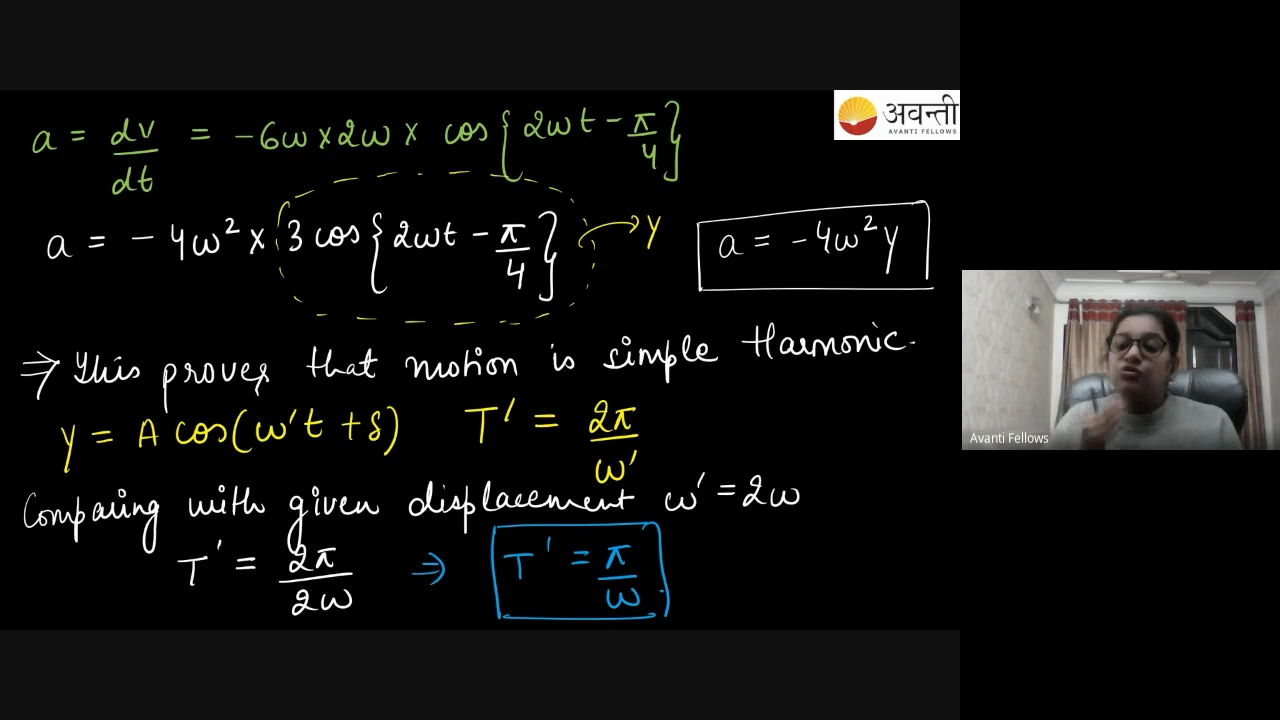 a = dv/dt = -6ω × 2ω × cos{2ωt - π/4}
अवन्ती
AVANTI FELLOWS
a = - 4ω² × 3 cos{2ωt - π/4} → y
a = -4ω²y
⇒ This proves that motion is simple Harmonic.
y = A cos(ω't + δ) T' = 2π/ω'
Comparing with given displacement ω' = 2ω
T' = 2π/2ω ⇒ T' = π/ω
Avanti Fellows